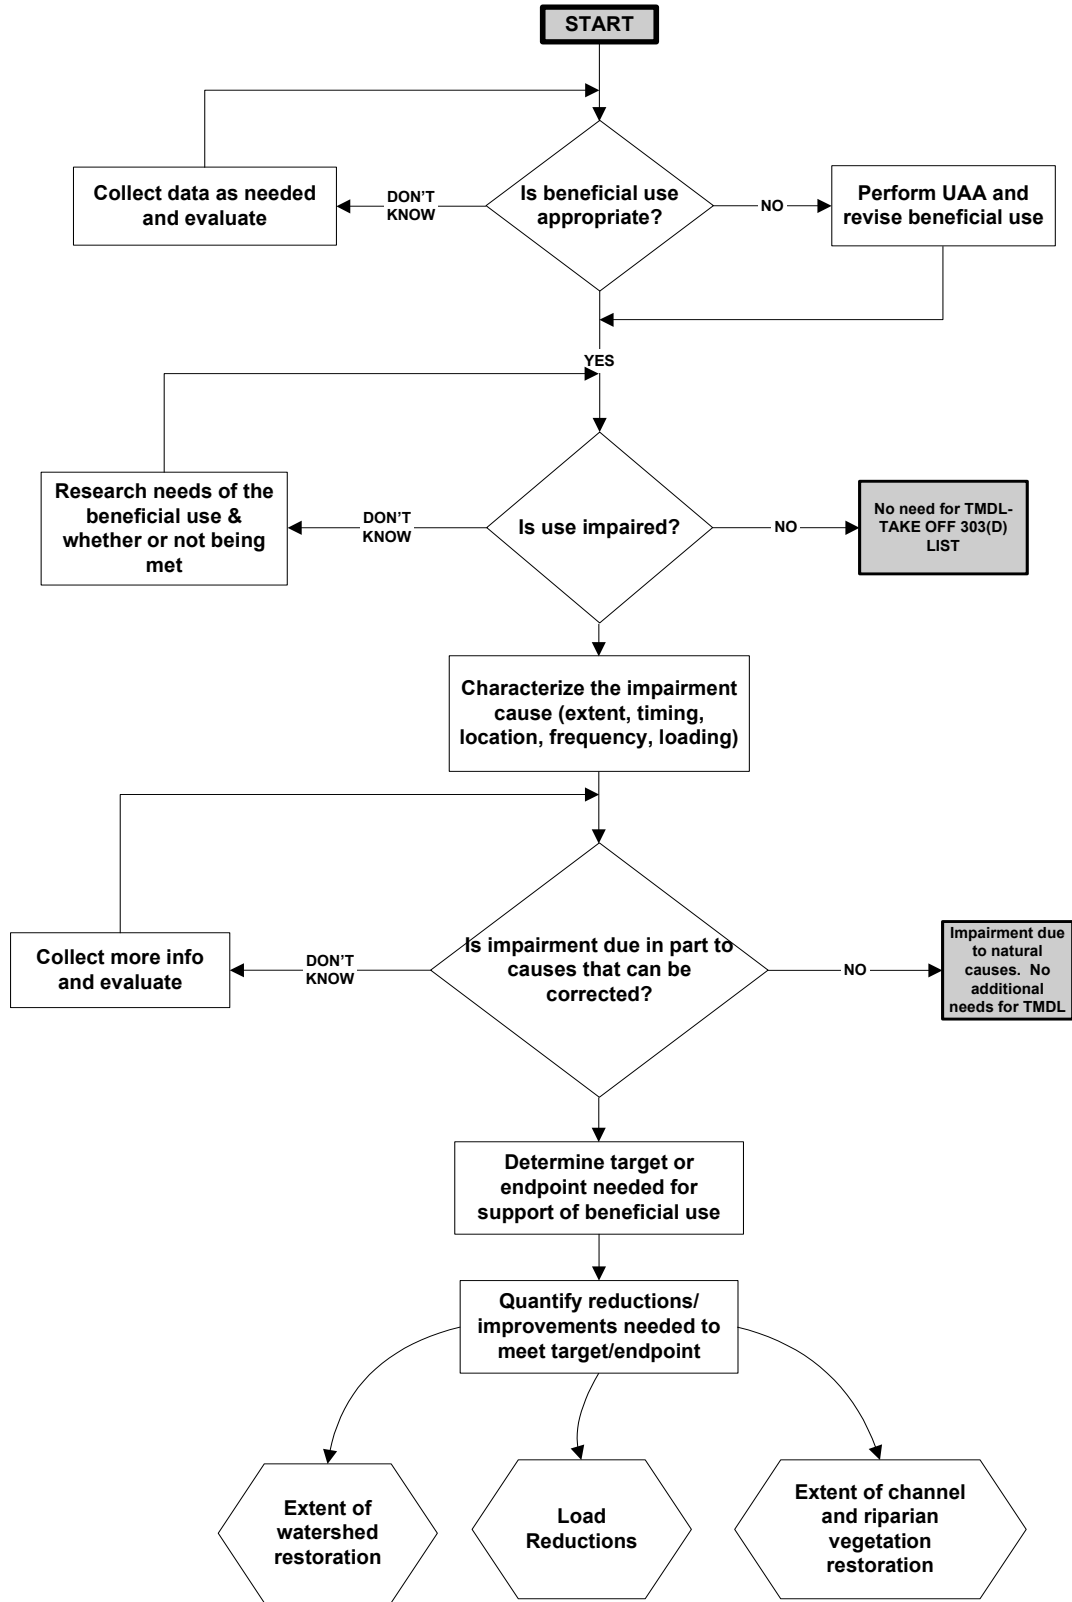 START
Collect data as needed
and evaluate
DON'T
KNOW
Is beneficial use
appropriate?
NO
Perform UAA and
revise beneficial use
YES
Research needs of the
beneficial use &
whether or not being
met
DON'T
KNOW
Is use impaired?
NO
No need for TMDL-
TAKE OFF 303(D)
LIST
Characterize the impairment
cause (extent, timing,
location, frequency, loading)
Collect more info
and evaluate
DON'T
KNOW
Is impairment due in part to
causes that can be
corrected?
NO
Impairment due
to natural
causes.  No
additional
needs for TMDL
Determine target or
endpoint needed for
support of beneficial use
Quantify reductions/
improvements needed to
meet target/endpoint
Extent of
watershed
restoration
Load
Reductions
Extent of channel
and riparian
vegetation
restoration